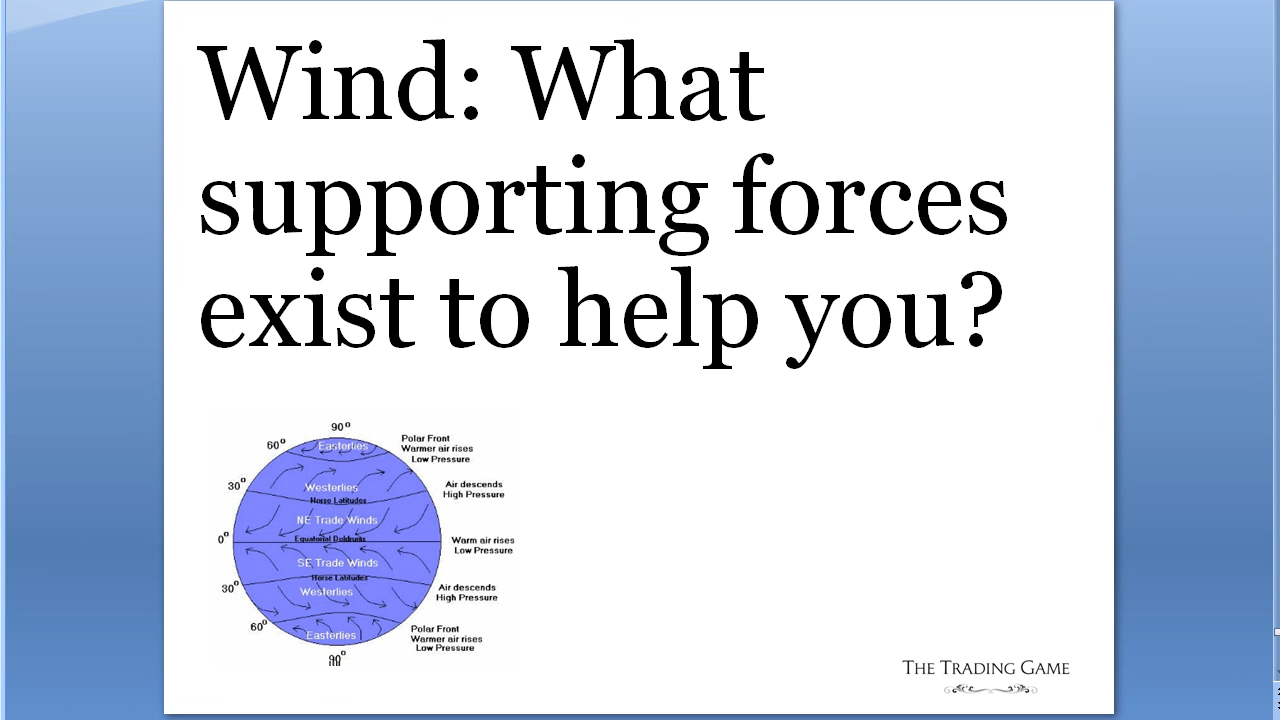 Wind: What
supporting forces
exist to help you?
90°
60°
Easterlies
Polar Front
Warmer air rises
Low Pressure
30°
Westerlies
Horse Latitudes
Air descends
High Pressure
NE Trade Winds
0°
Equatorial Doldrums
Warm air rises
Low Pressure
SE Trade Winds
Horse Latitudes
30°
Westerlies
Air descends
High Pressure
60°
Easterlies
Polar Front
Warmer air rises
Low Pressure
90°
THE TRADING GAME